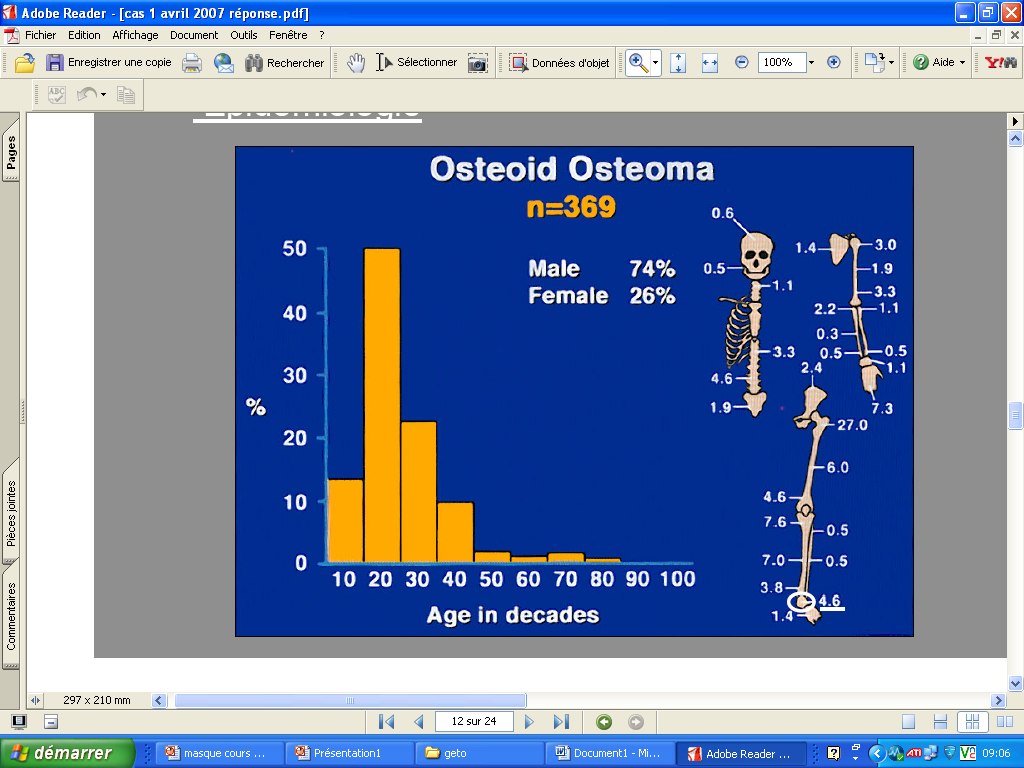 Adobe Reader - [cas 1 avril 2007 réponse.pdf]
Fichier Edition Affichage Document Outils Fenêtre ?
Enregistrer une copie Rechercher Sélectionner Données d'objet 100% Aide Y!
ABC
Pages
Pièces jointes
Commentaires
Epidémiologie
Osteoid Osteoma
n=369
Male 74%
Female 26%
%
50
40
30
20
10
0
10 20 30 40 50 60 70 80 90 100
Age in decades
0.6
0.5
1.1
3.3
4.6
1.9
1.4
3.0
1.9
3.3
2.2
1.1
0.3
0.5
0.5
1.1
7.3
2.4
27.0
6.0
4.6
7.6
0.5
7.0
0.5
3.8
4.6
1.4
297 x 210 mm
12 sur 24
démarrer masque cours ... Présentation1 geto Document1 - Mi... Adobe Reader ... ATI 09:06